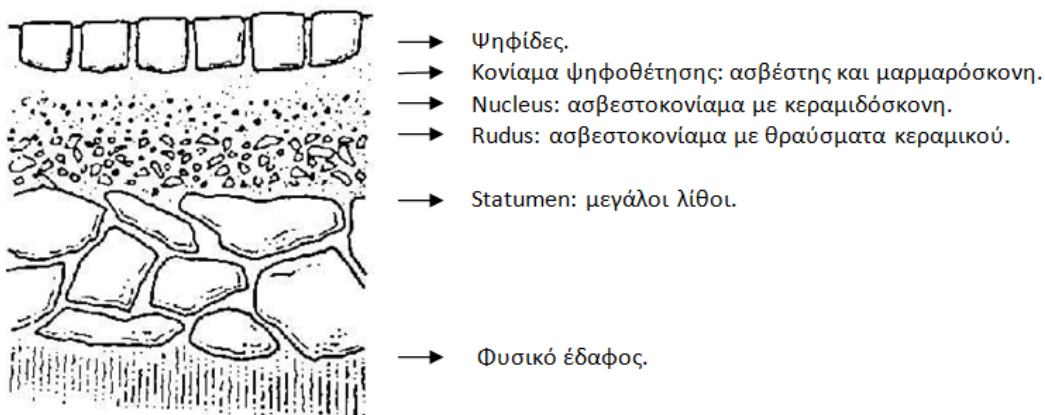 Ψηφίδες.
Κονίαμα ψηφοθέτησης: ασβέστης και μαρμαρόσκονη.
Nucleus: ασβεστοκονίαμα με κεραμιδόσκονη.
Rudus: ασβεστοκονίαμα με θραύσματα κεραμικού.
Statumen: μεγάλοι λίθοι.
Φυσικό έδαφος.